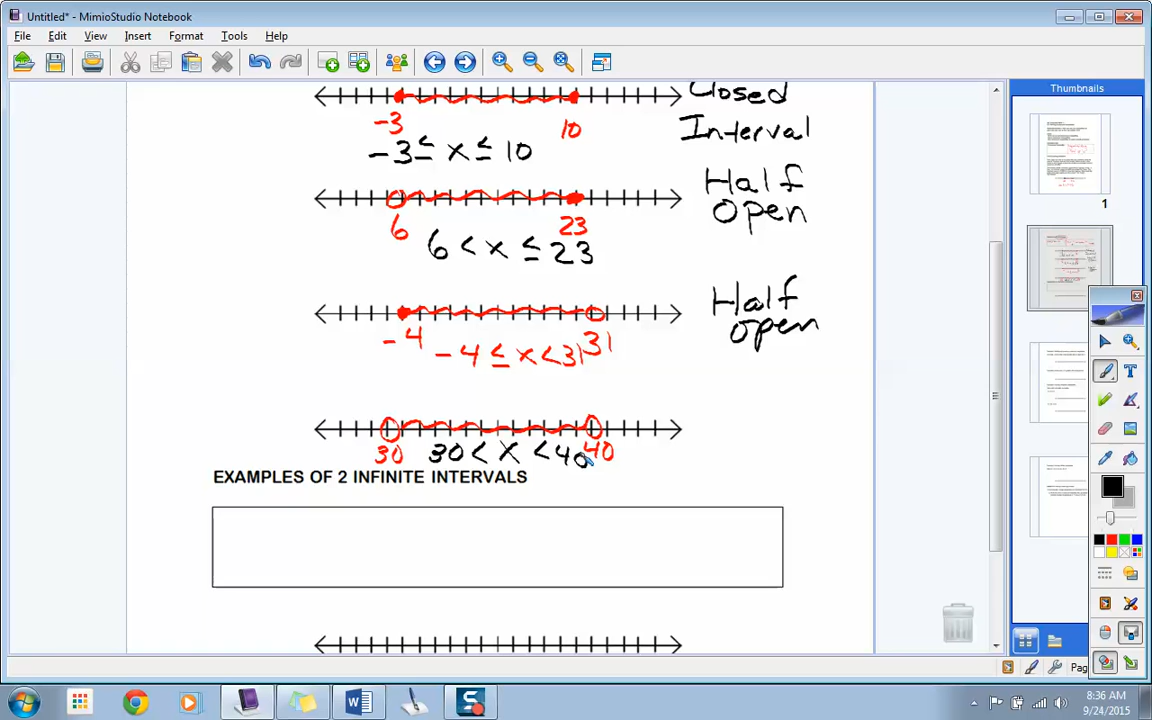 Untitled* - MimioStudio Notebook
File Edit View Insert Format Tools Help
Thumbnails
Closed
Interval
-3 10
-3 ≤ x ≤ 10
Half
Open
6 23
6 < x ≤ 23
Half
open
-4 31
-4 ≤ x < 31
30 40
30 < x < 40
EXAMPLES OF 2 INFINITE INTERVALS
1
T
Pag
8:36 AM
9/24/2015